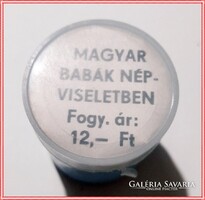 MAGYAR
BABÁK NÉP-
VISELETBEN
Fogy. ár:
12,— Ft
GALÉRIA SAVARIA